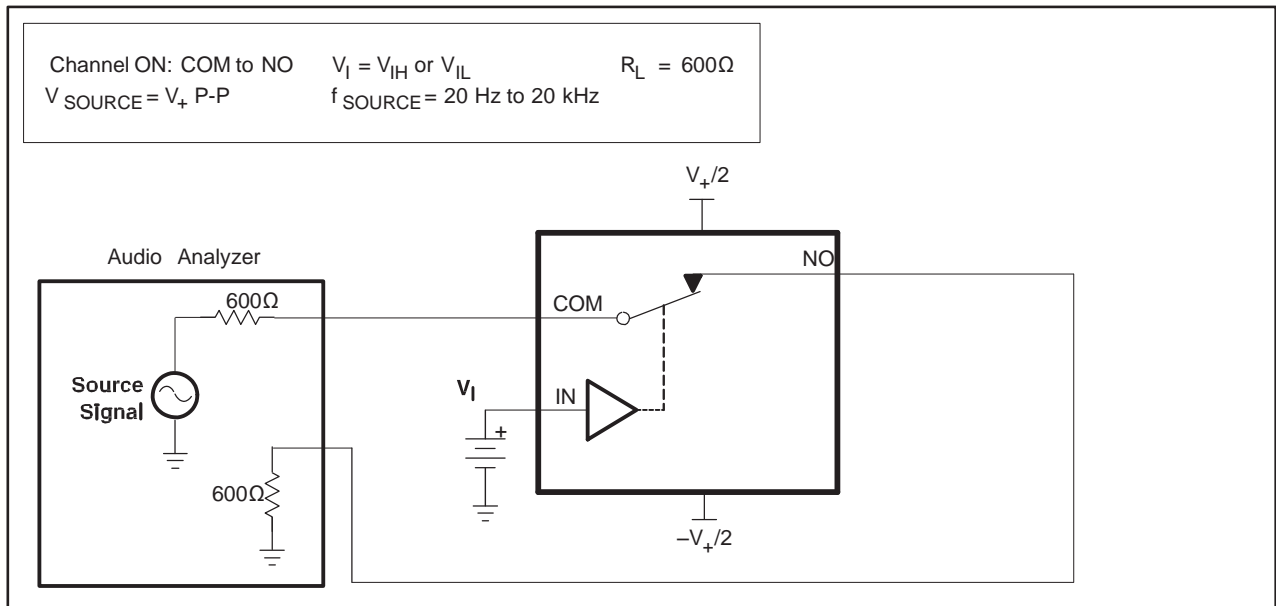 Channel ON: COM to NO V_I = V_IH or V_IL R_L = 600Ω
V_SOURCE = V_+ P-P f_SOURCE = 20 Hz to 20 kHz
V_+/2
Audio Analyzer
NO
600Ω
COM
Source
Signal
V_I
IN
+
600Ω
–V_+/2